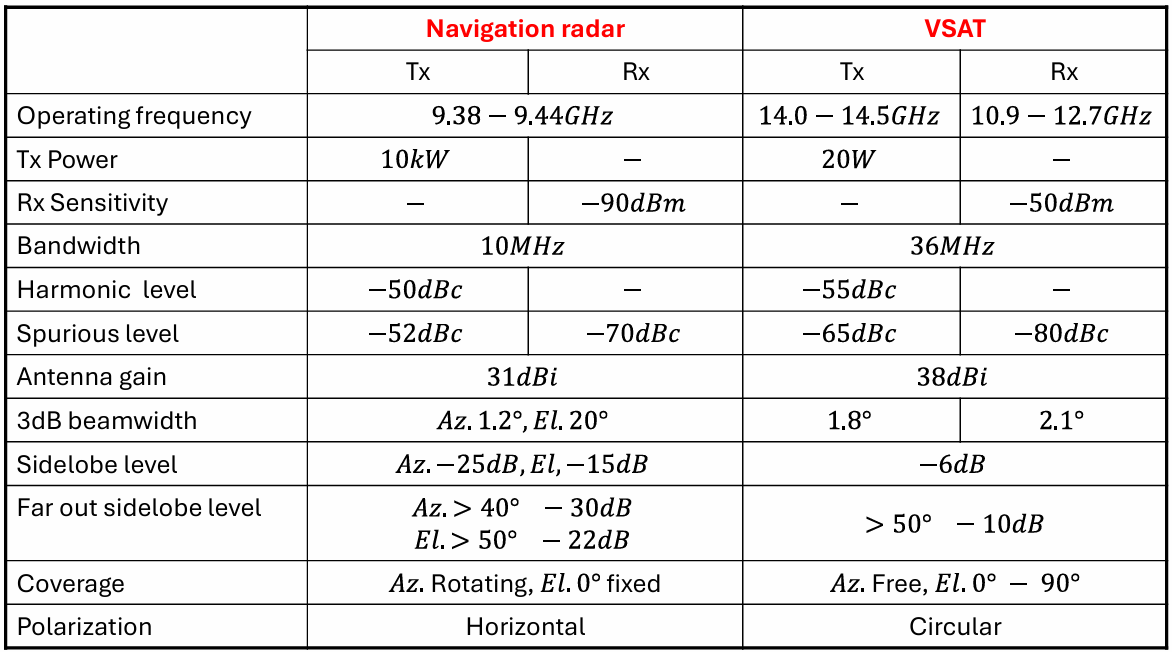 Navigation radar VSAT
Tx Rx Tx Rx
Operating frequency 9.38 − 9.44GHz 14.0 − 14.5GHz 10.9 − 12.7GHz
Tx Power 10kW − 20W −
Rx Sensitivity − −90dBm − −50dBm
Bandwidth 10MHz 36MHz
Harmonic level −50dBc − −55dBc −
Spurious level −52dBc −70dBc −65dBc −80dBc
Antenna gain 31dBi 38dBi
3dB beamwidth Az. 1.2°, El. 20° 1.8° 2.1°
Sidelobe level Az. −25dB, El, −15dB −6dB
Far out sidelobe level Az. > 40° − 30dB
El. > 50° − 22dB
> 50° − 10dB
Coverage Az. Rotating, El. 0° fixed Az. Free, El. 0° − 90°
Polarization Horizontal Circular